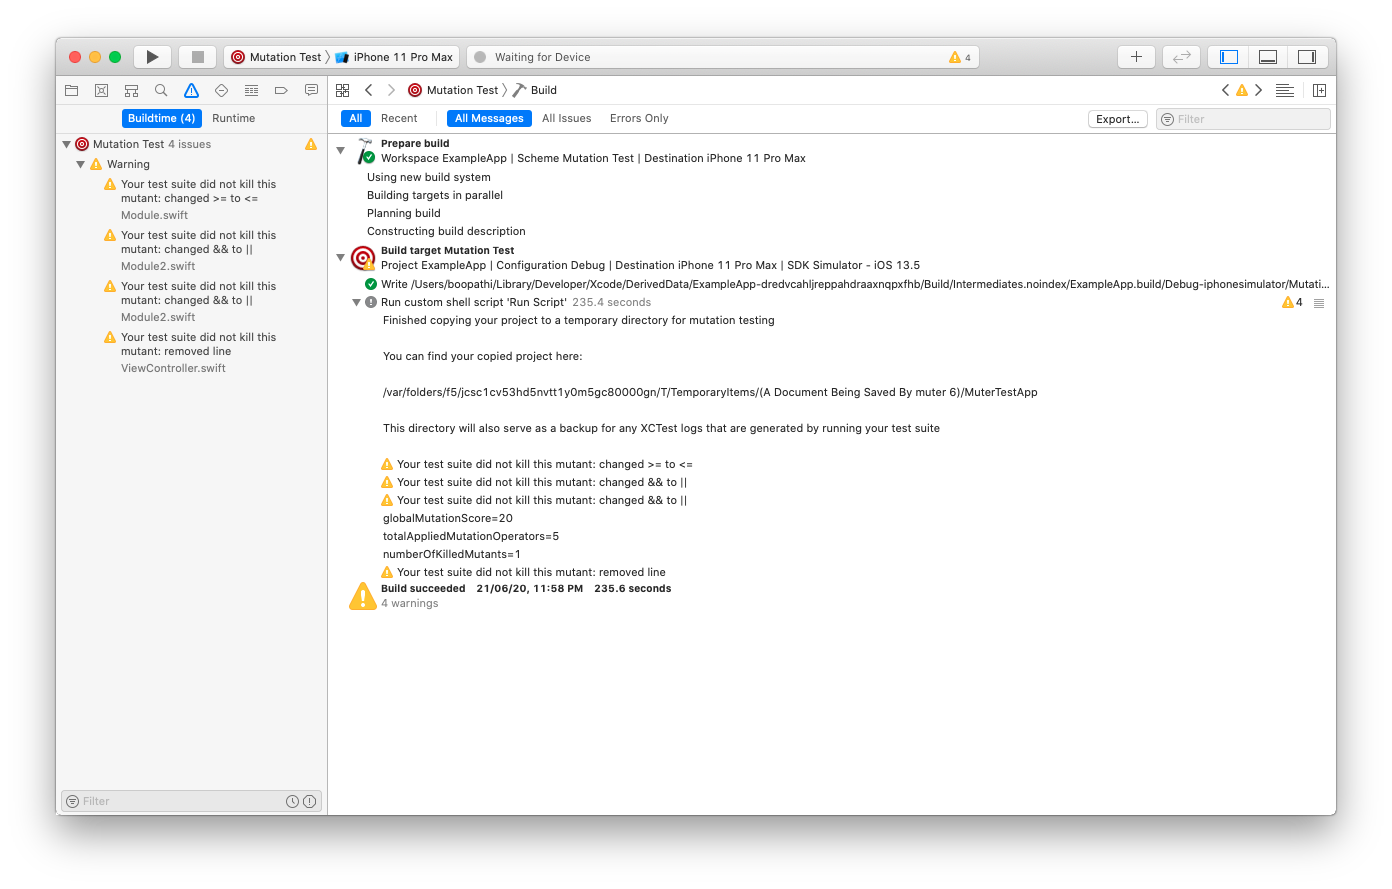 Mutation Test 〉 iPhone 11 Pro Max
Waiting for Device
4
Mutation Test 〉 Build
Buildtime (4)
Runtime
All
Recent
All Messages
All Issues
Errors Only
Export...
Filter
Mutation Test 4 issues
Warning
Your test suite did not kill this
mutant: changed >= to <=
Module.swift
Your test suite did not kill this
mutant: changed && to ||
Module2.swift
Your test suite did not kill this
mutant: changed && to ||
Module2.swift
Your test suite did not kill this
mutant: removed line
ViewController.swift
Filter
Prepare build
Workspace ExampleApp | Scheme Mutation Test | Destination iPhone 11 Pro Max
Using new build system
Building targets in parallel
Planning build
Constructing build description
Build target Mutation Test
Project ExampleApp | Configuration Debug | Destination iPhone 11 Pro Max | SDK Simulator - iOS 13.5
Write /Users/boopathi/Library/Developer/Xcode/DerivedData/ExampleApp-dredvcahljreppahdraaxnqpxfhb/Build/Intermediates.noindex/ExampleApp.build/Debug-iphonesimulator/Mutati...
Run custom shell script 'Run Script' 235.4 seconds
4
Finished copying your project to a temporary directory for mutation testing
You can find your copied project here:
/var/folders/f5/jcsc1cv53hd5nvtt1y0m5gc80000gn/T/TemporaryItems/(A Document Being Saved By muter 6)/MuterTestApp
This directory will also serve as a backup for any XCTest logs that are generated by running your test suite
Your test suite did not kill this mutant: changed >= to <=
Your test suite did not kill this mutant: changed && to ||
Your test suite did not kill this mutant: changed && to ||
globalMutationScore=20
totalAppliedMutationOperators=5
numberOfKilledMutants=1
Your test suite did not kill this mutant: removed line
Build succeeded 21/06/20, 11:58 PM 235.6 seconds
4 warnings